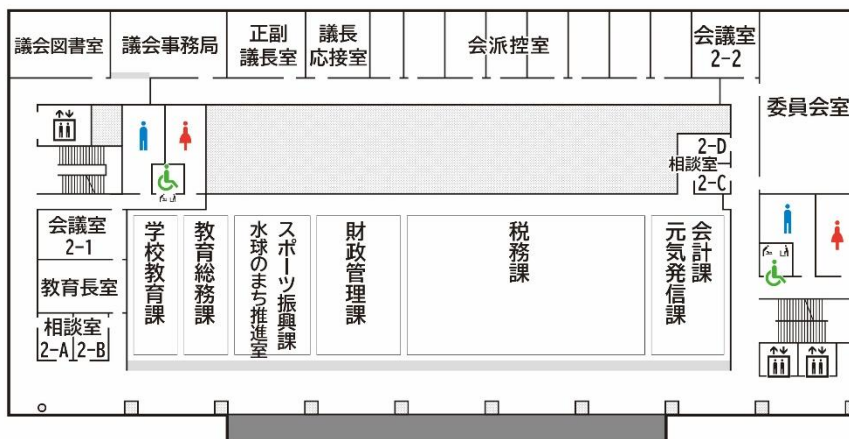 議会図書室
議会事務局
正副
議長室
議長
応接室
会派控室
会議室
2-2
委員会室
2-D
相談室
2-C
会議室
2-1
教育長室
相談室
2-A
2-B
学校教育課
教育総務課
スポーツ振興課
水球のまち推進室
財政管理課
税務課
会計課
元気発信課